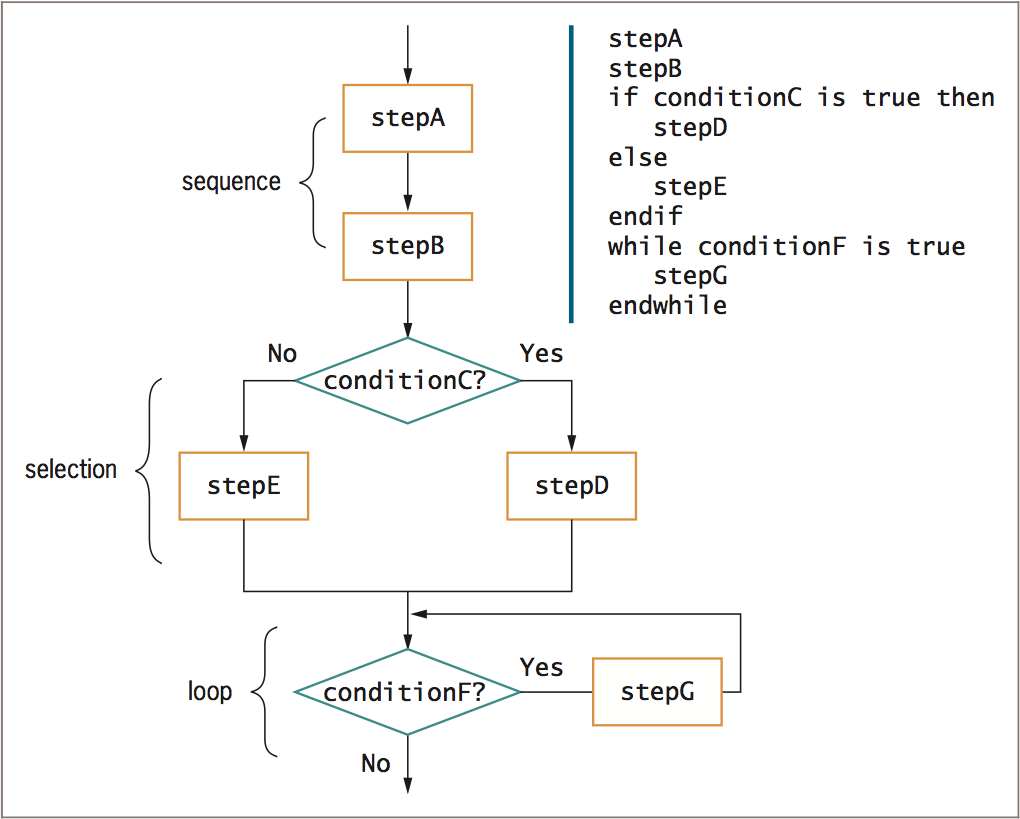 stepA
stepB
if conditionC is true then
stepD
else
stepE
endif
while conditionF is true
stepG
endwhile
stepA
sequence
stepB
No
Yes
conditionC?
selection
stepE
stepD
Yes
loop
conditionF?
stepG
No